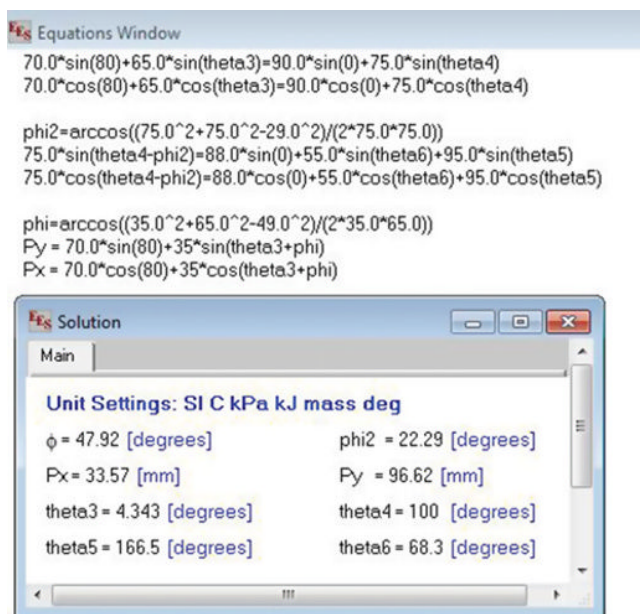 EES Equations Window
70.0*sin(80)+65.0*sin(theta3)=90.0*sin(0)+75.0*sin(theta4)
70.0*cos(80)+65.0*cos(theta3)=90.0*cos(0)+75.0*cos(theta4)
phi2=arccos((75.0^2+75.0^2-29.0^2)/(2*75.0*75.0))
75.0*sin(theta4-phi2)=88.0*sin(0)+55.0*sin(theta6)+95.0*sin(theta5)
75.0*cos(theta4-phi2)=88.0*cos(0)+55.0*cos(theta6)+95.0*cos(theta5)
phi=arccos((35.0^2+65.0^2-49.0^2)/(2*35.0*65.0))
Py = 70.0*sin(80)+35*sin(theta3+phi)
Px = 70.0*cos(80)+35*cos(theta3+phi)
EES Solution
Main
Unit Settings: SI C kPa kJ mass deg
ϕ = 47.92 [degrees] phi2 = 22.29 [degrees]
Px = 33.57 [mm] Py = 96.62 [mm]
theta3 = 4.343 [degrees] theta4 = 100 [degrees]
theta5 = 166.5 [degrees] theta6 = 68.3 [degrees]